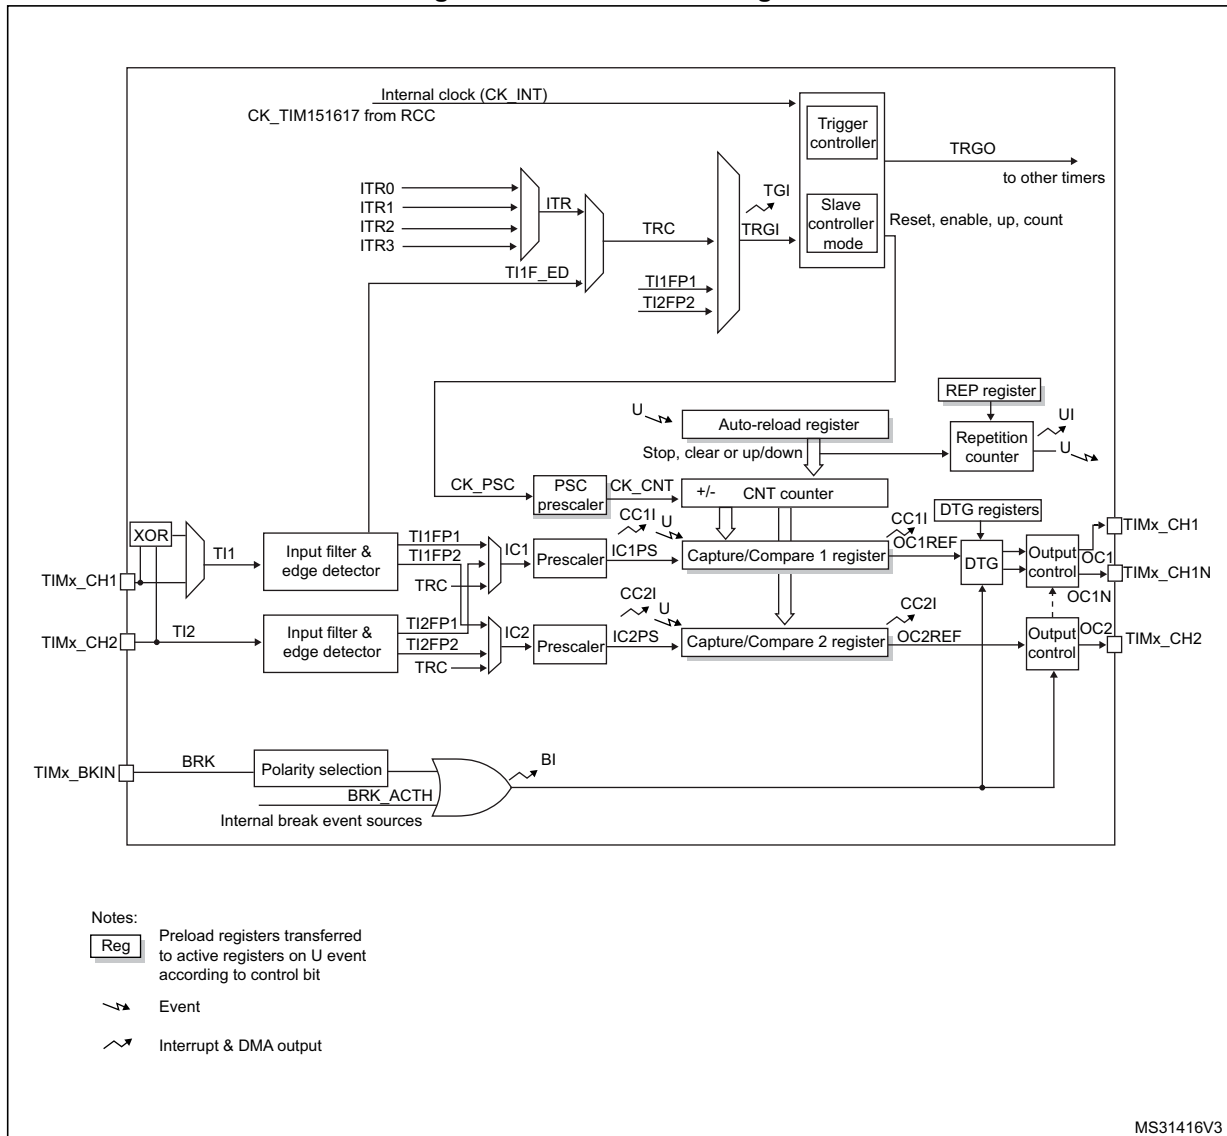 Internal clock (CK_INT)
CK_TIM151617 from RCC
Trigger
controller
TRGO
to other timers
ITR0
ITR1
ITR2
ITR3
ITR
TI1F_ED
TRC
TI1FP1
TI2FP2
TGI
TRGI
Slave
controller
mode
Reset, enable, up, count
REP register
U
Auto-reload register
Stop, clear or up/down
Repetition
counter
UI
U
CK_PSC
PSC
prescaler
CK_CNT
+/-
CNT counter
DTG registers
XOR
TI1
TIMx_CH1
Input filter &
edge detector
TI1FP1
TI1FP2
TRC
IC1
Prescaler
IC1PS
CC1I
U
Capture/Compare 1 register
CC1I
OC1REF
DTG
Output
control
OC1
TIMx_CH1
TIMx_CH1N
OC1N
TIMx_CH2
TI2
Input filter &
edge detector
TI2FP1
TI2FP2
TRC
IC2
Prescaler
IC2PS
CC2I
U
Capture/Compare 2 register
CC2I
OC2REF
Output
control
OC2
TIMx_CH2
TIMx_BKIN
BRK
Polarity selection
BRK_ACTH
Internal break event sources
BI
Notes:
Reg
Preload registers transferred
to active registers on U event
according to control bit
Event
Interrupt & DMA output
MS31416V3